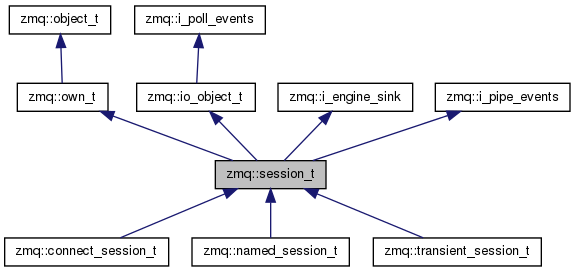 zmq::object_t
zmq::i_poll_events
zmq::own_t
zmq::io_object_t
zmq::i_engine_sink
zmq::i_pipe_events
zmq::session_t
zmq::connect_session_t
zmq::named_session_t
zmq::transient_session_t